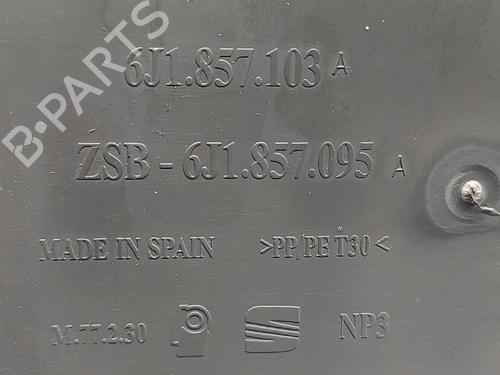 B-PARTS
6J1.857.103 A
ZSB - 6J1.857.095 A
MADE IN SPAIN >PP/PE T30<
M.77.2.30 NP3